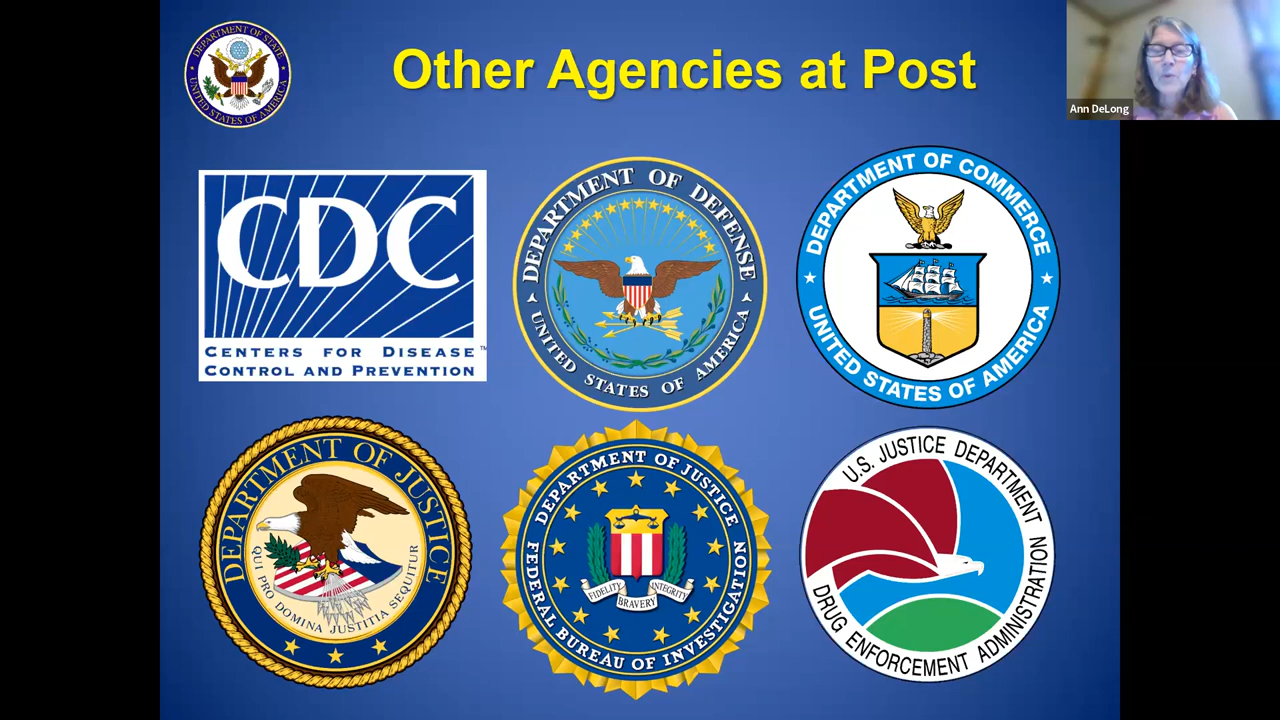 DEPARTMENT OF STATE
UNITED STATES OF AMERICA
Other Agencies at Post
Ann DeLong
CDC
CENTERS FOR DISEASE™
CONTROL AND PREVENTION
DEPARTMENT OF DEFENSE
UNITED STATES OF AMERICA
DEPARTMENT OF COMMERCE
UNITED STATES OF AMERICA
DEPARTMENT OF JUSTICE
QUI PRO DOMINA JUSTITIA SEQUITUR
DEPARTMENT OF JUSTICE
FIDELITY
BRAVERY
INTEGRITY
FEDERAL BUREAU OF INVESTIGATION
U.S. JUSTICE DEPARTMENT
DRUG ENFORCEMENT ADMINISTRATION